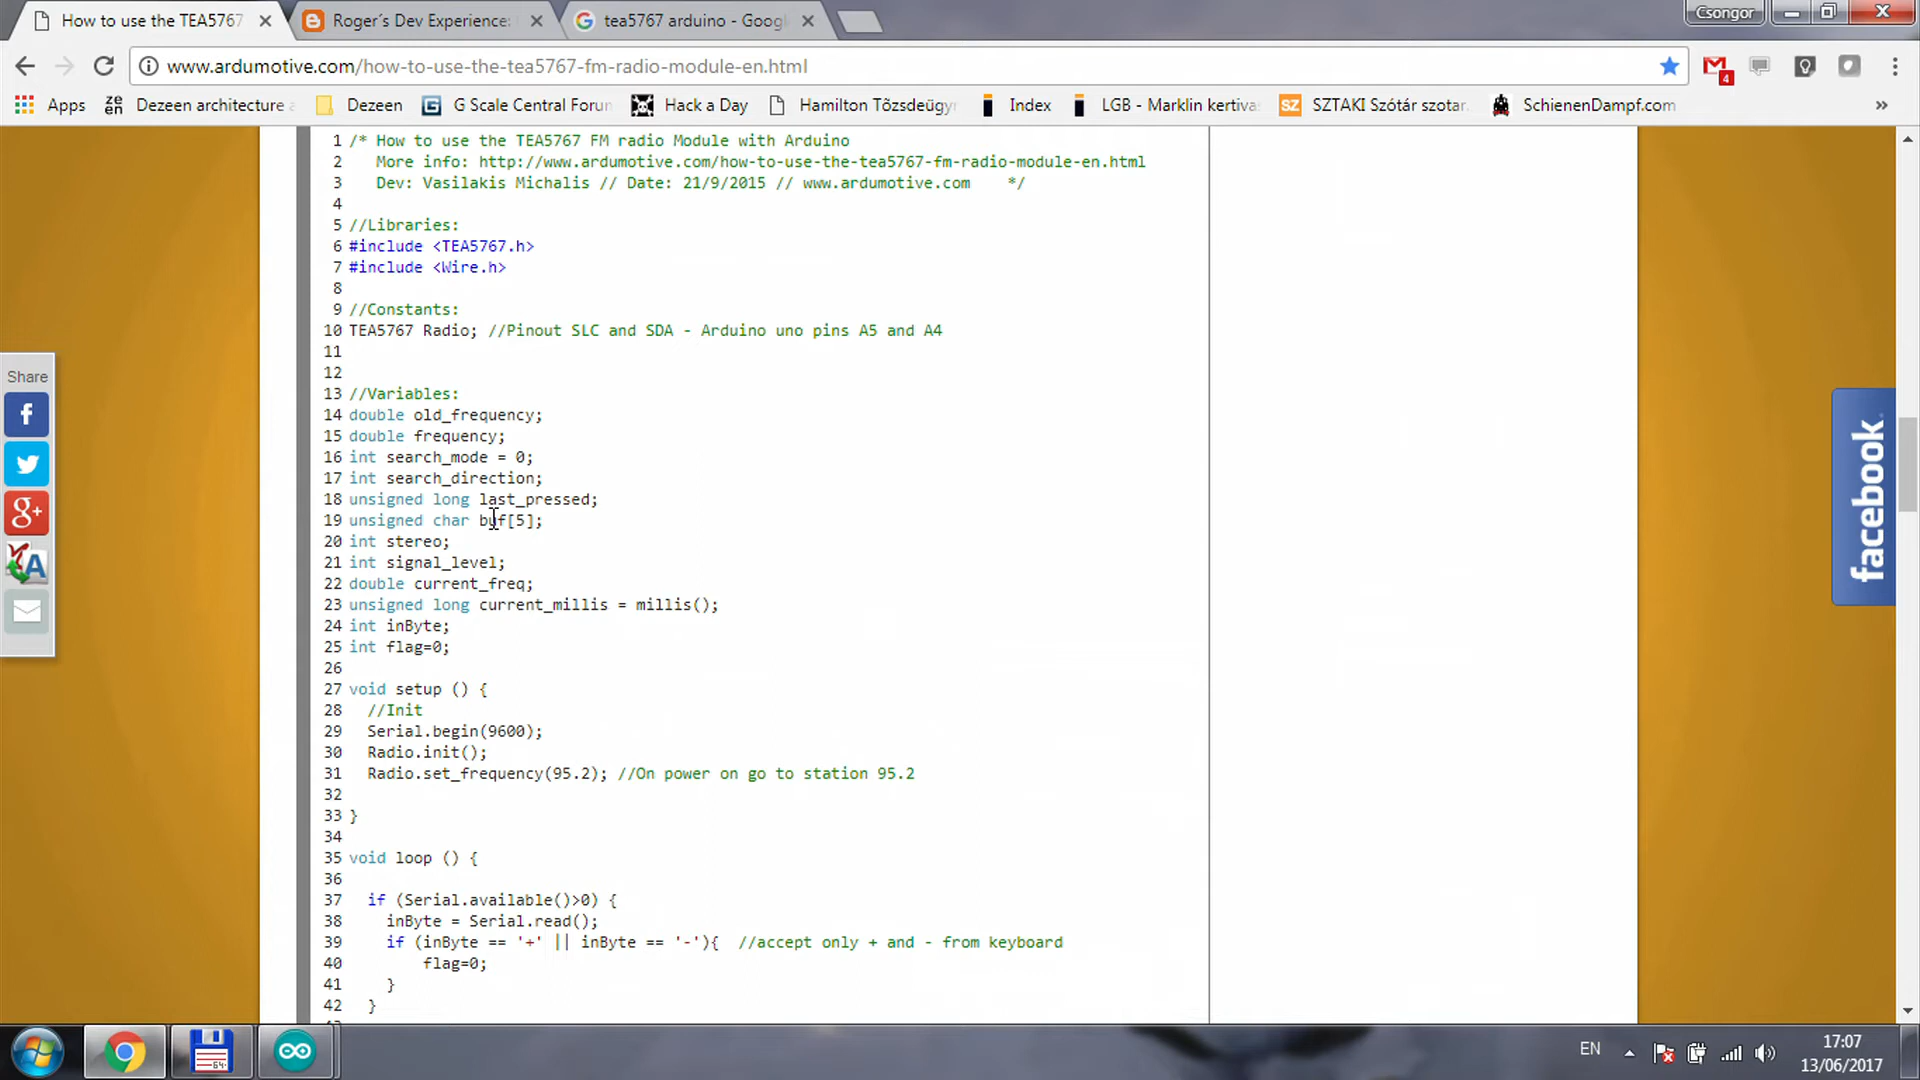 How to use the TEA5767
Roger's Dev Experience:
tea5767 arduino - Goog
Csongor
www.ardumotive.com/how-to-use-the-tea5767-fm-radio-module-en.html
4
Apps
Dezeen architecture
Dezeen
G Scale Central Foru
Hack a Day
Hamilton Tőzsdeügy
Index
LGB - Marklin kertiva
SZ
SZTAKI Szótár szotar
SchienenDampf.com
1 /* How to use the TEA5767 FM radio Module with Arduino
2 More info: http://www.ardumotive.com/how-to-use-the-tea5767-fm-radio-module-en.html
3 Dev: Vasilakis Michalis // Date: 21/9/2015 // www.ardumotive.com */
4
5 //Libraries:
6 #include <TEA5767.h>
7 #include <Wire.h>
8
9 //Constants:
10 TEA5767 Radio; //Pinout SLC and SDA - Arduino uno pins A5 and A4
11
12
13 //Variables:
14 double old_frequency;
15 double frequency;
16 int search_mode = 0;
17 int search_direction;
18 unsigned long last_pressed;
19 unsigned char buf[5];
20 int stereo;
21 int signal_level;
22 double current_freq;
23 unsigned long current_millis = millis();
24 int inByte;
25 int flag=0;
26
27 void setup () {
28 //Init
29 Serial.begin(9600);
30 Radio.init();
31 Radio.set_frequency(95.2); //On power on go to station 95.2
32
33 }
34
35 void loop () {
36
37 if (Serial.available()>0) {
38 inByte = Serial.read();
39 if (inByte == '+' || inByte == '-'){ //accept only + and - from keyboard
40 flag=0;
41 }
42 }
Share
facebook
64
EN
17:07
13/06/2017